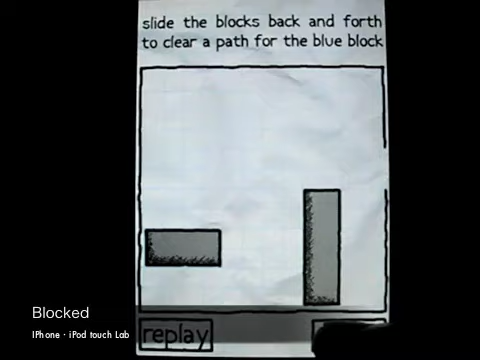 slide the blocks back and forth
to clear a path for the blue block
Blocked
IPhone · iPod touch Lab
replay